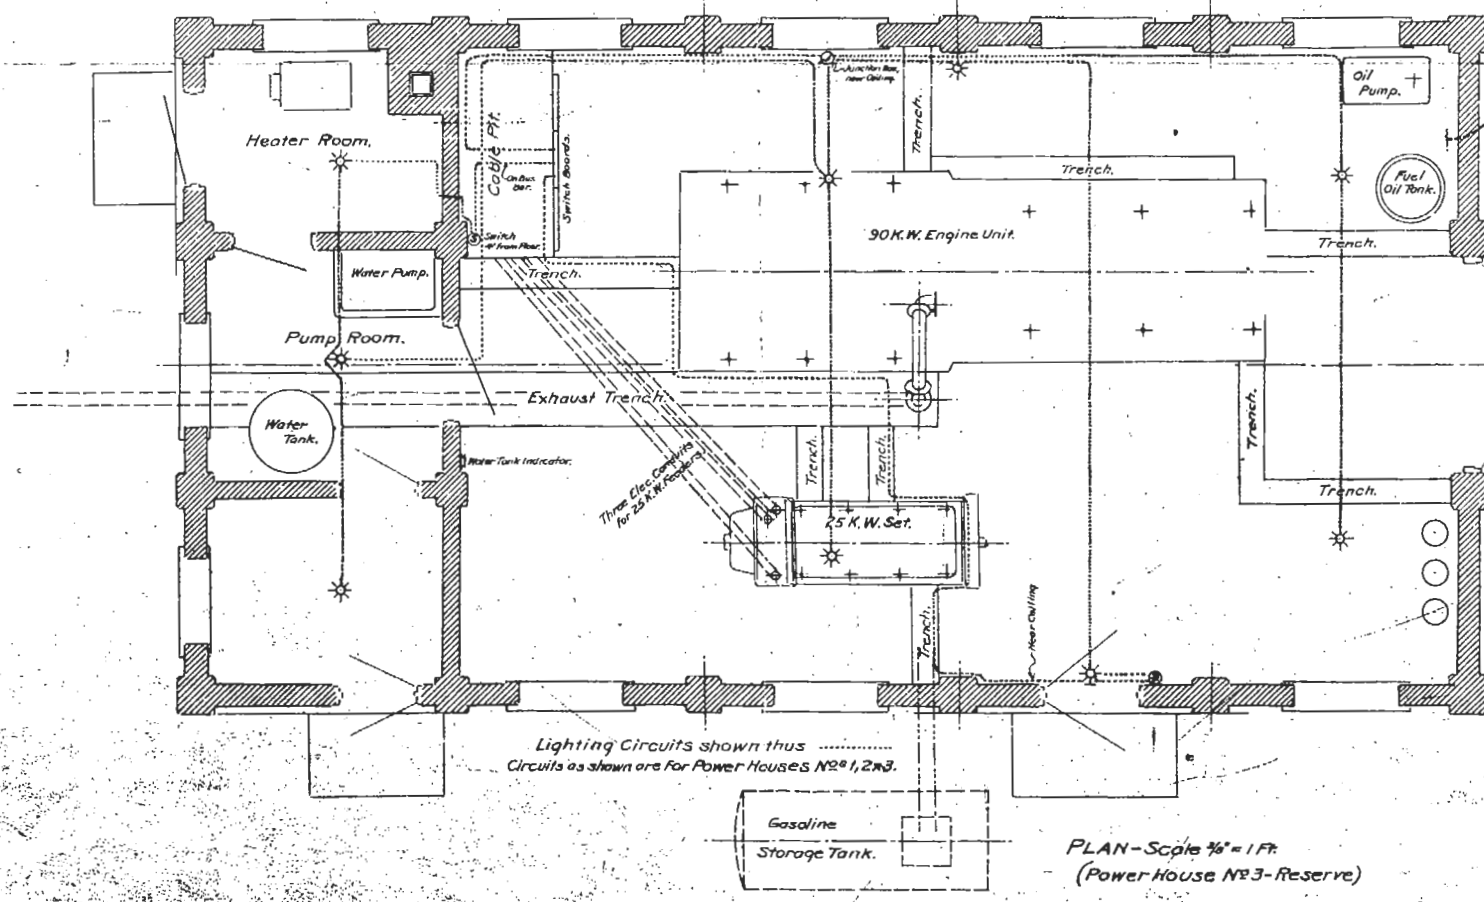 Heater Room.
Cable Pit.
On Bus
Bar.
Switch Boards.
Switch
4' from Floor.
Junction Box,
near Ceiling.
Trench.
Oil
Pump.
Trench.
Fuel
Oil Tank.
90 K.W. Engine Unit.
Trench.
Water Pump.
Trench.
Pump Room.
Exhaust Trench.
Water
Tank.
Water Tank Indicator.
Three Elec. Conduits
for 25 K.W. Feeders
Trench.
Trench.
Trench.
Trench.
25 K.W. Set.
Trench.
Near Ceiling
Lighting Circuits shown thus
Circuits as shown are for Power Houses Nos 1, 2 & 3.
Gasoline
Storage Tank.
PLAN-Scale = 1 Ft.
(Power House No 3-Reserve)